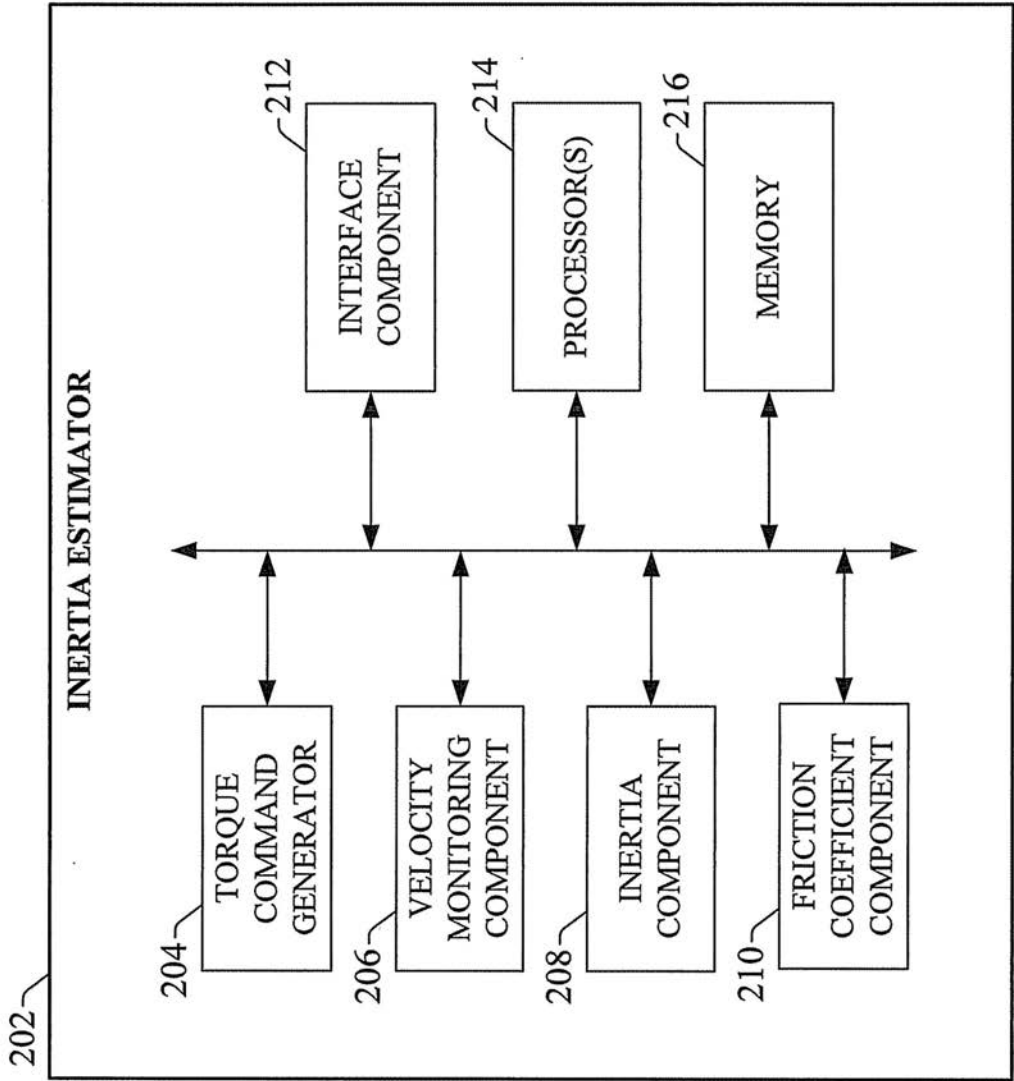 202
INERTIA ESTIMATOR
204
TORQUE
COMMAND
GENERATOR
206
VELOCITY
MONITORING
COMPONENT
208
INERTIA
COMPONENT
210
FRICTION
COEFFICIENT
COMPONENT
212
INTERFACE
COMPONENT
214
PROCESSOR(S)
216
MEMORY